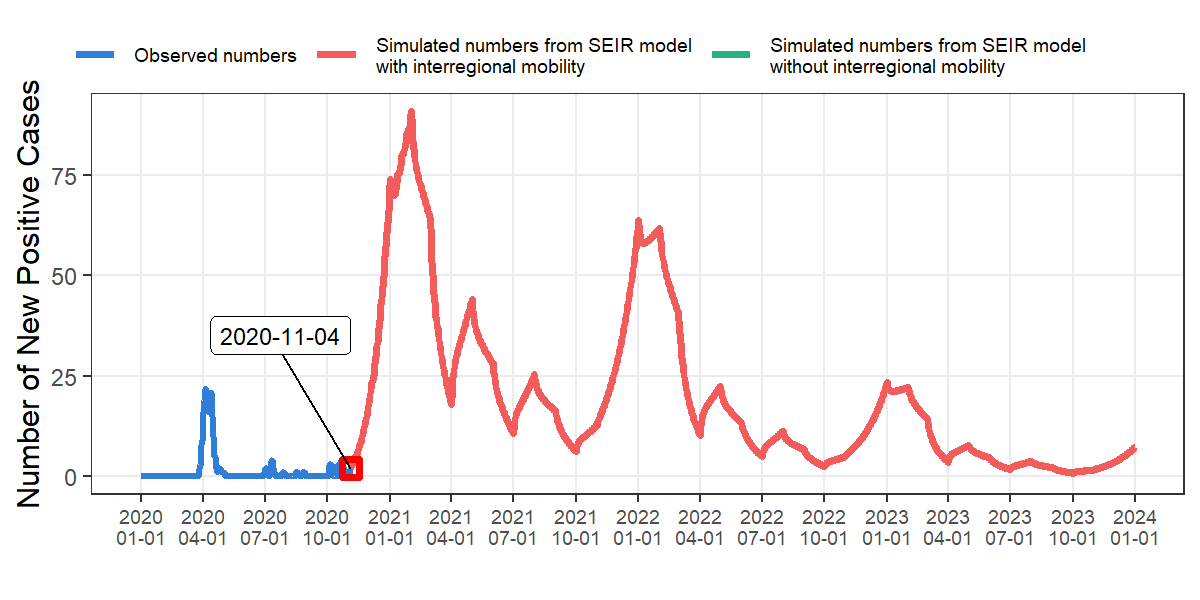 Observed numbers
Simulated numbers from SEIR model
with interregional mobility
Simulated numbers from SEIR model
without interregional mobility
Number of New Positive Cases
75
50
25
0
2020-11-04
2020 2020 2020 2020 2021 2021 2021 2021 2022 2022 2022 2022 2023 2023 2023 2023 2024
01-01 04-01 07-01 10-01 01-01 04-01 07-01 10-01 01-01 04-01 07-01 10-01 01-01 04-01 07-01 10-01 01-01